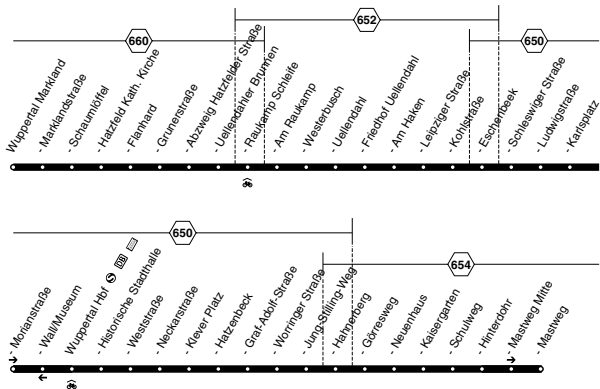 652
660
650
Wuppertal Markland
- Marklandstraße
- Schaumlöffel
- Hatzfeld Kath. Kirche
- Flanhard
- Grunerstraße
- Abzweig Hatzfelder Straße
- Uellendahler Brunnen
- Raukamp Schleife
- Am Raukamp
- Westerbusch
- Uellendahl
- Friedhof Uellendahl
- Am Haken
- Leipziger Straße
- Kohlstraße
- Eschenbeek
- Schleswiger Straße
- Ludwigstraße
- Karlsplatz
650
654
- Morianstraße
- Wall/Museum
Wuppertal Hbf S DB
- Historische Stadthalle
- Weststraße
- Neckarstraße
- Klever Platz
- Hatzenbeck
- Graf-Adolf-Straße
- Worringer Straße
- Jung-Stilling-Weg
- Hahnerberg
- Görresweg
- Neuenhaus
- Kaisergarten
- Schulweg
- Hinterdohr
- Mastweg Mitte
- Mastweg